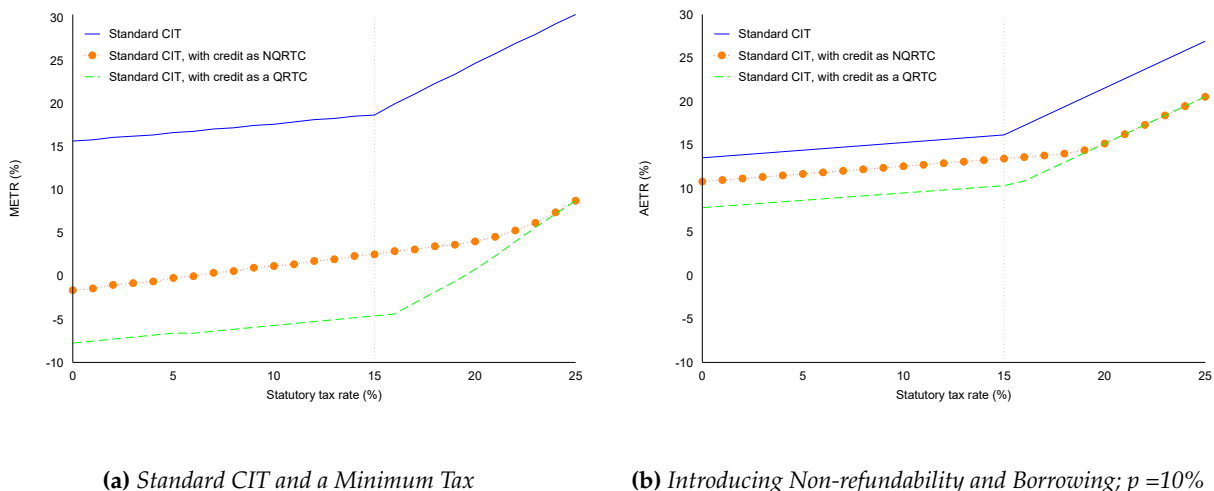 30
25
20
15
10
5
0
-5
-10
METR (%)
Standard CIT
Standard CIT, with credit as NQRTC
Standard CIT, with credit as a QRTC
0
5
10
15
20
25
Statutory tax rate (%)
(a) Standard CIT and a Minimum Tax
30
25
20
15
10
5
0
-5
-10
AETR (%)
Standard CIT
Standard CIT, with credit as NQRTC
Standard CIT, with credit as a QRTC
0
5
10
15
20
25
Statutory tax rate (%)
(b) Introducing Non-refundability and Borrowing; p =10%